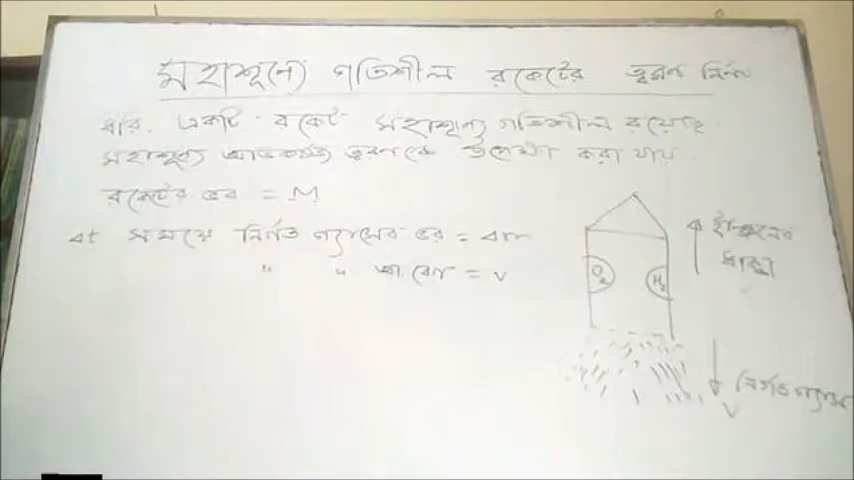 মহাশূন্যে গতিশীল রকেটের ত্বরণ নির্ণয়
ধরি, একটি রকেট মহাশূন্যে গতিশীল রয়েছে
মহাশূন্যে অভিকর্ষজ ত্বরণকে উপেক্ষা করা যায়
রকেটের ভর = M
Δt সময়ে নির্গত গ্যাসের ভর = Δm
" " আঃ বেগ = v
O2
H2
ইঞ্জিনের
ধাক্কা
নির্গত গ্যাস
V